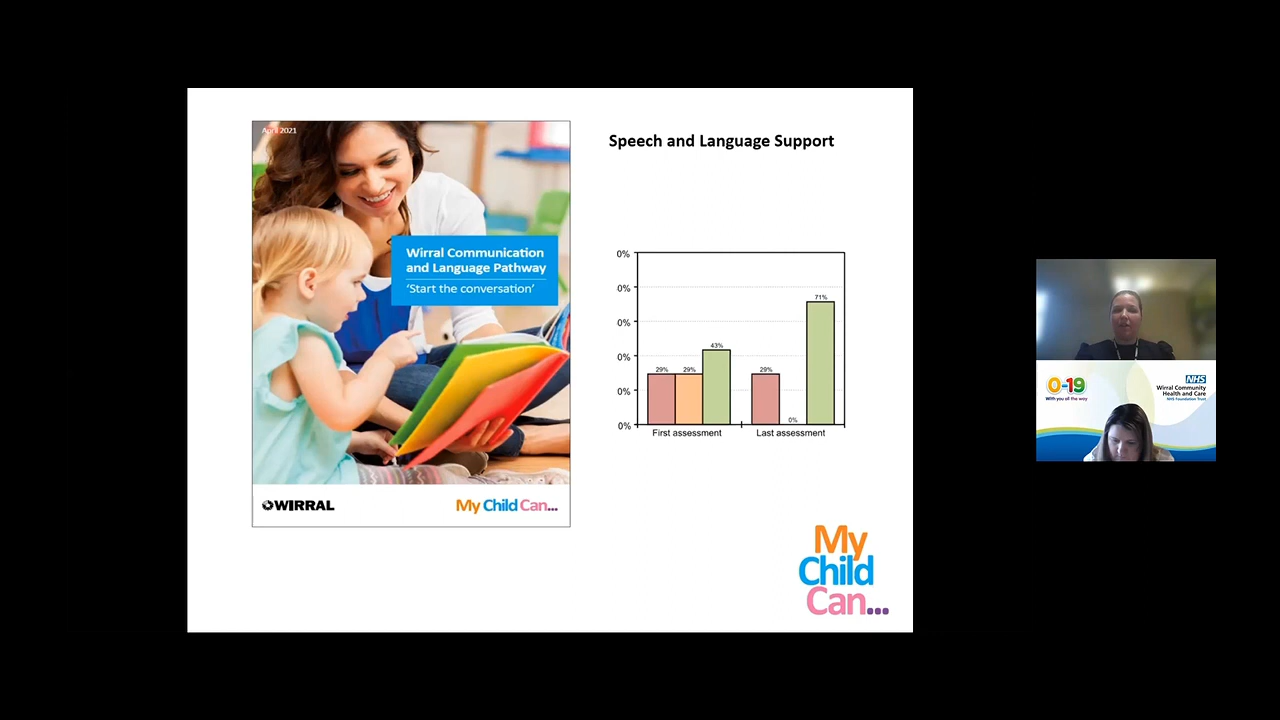 April 2021
Wirral Communication
and Language Pathway
‘Start the conversation’
WIRRAL
My Child Can...
Speech and Language Support
0%
0%
0%
0%
0%
0%
29%
29%
43%
29%
0%
71%
First assessment
Last assessment
My
Child
Can...
0-19
With you all the way
NHS
Wirral Community
Health and Care
NHS Foundation Trust